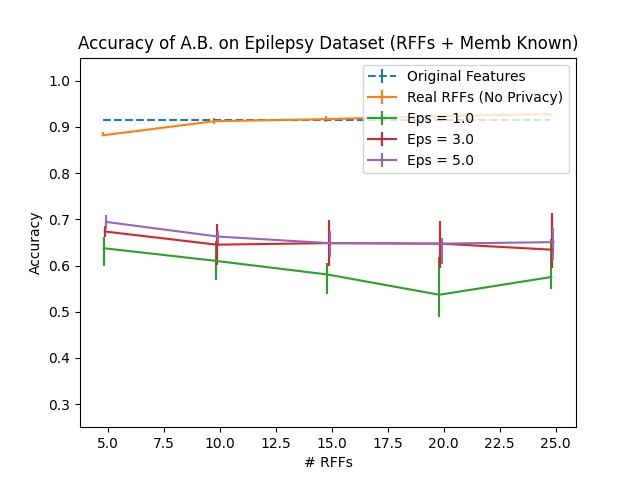 Accuracy of A.B. on Epilepsy Dataset (RFFs + Memb Known)
Original Features
Real RFFs (No Privacy)
Eps = 1.0
Eps = 3.0
Eps = 5.0
1.0
0.9
0.8
0.7
0.6
0.5
0.4
0.3
Accuracy
5.0 7.5 10.0 12.5 15.0 17.5 20.0 22.5 25.0
# RFFs